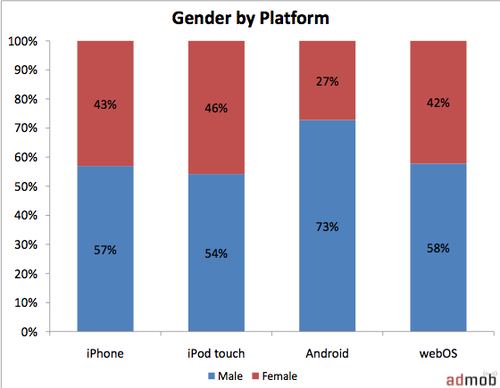 Gender by Platform
100%
90%
80%
70%
60%
50%
40%
30%
20%
10%
0%
43% 46% 27% 42%
57% 54% 73% 58%
iPhone iPod touch Android webOS
Male Female
admob